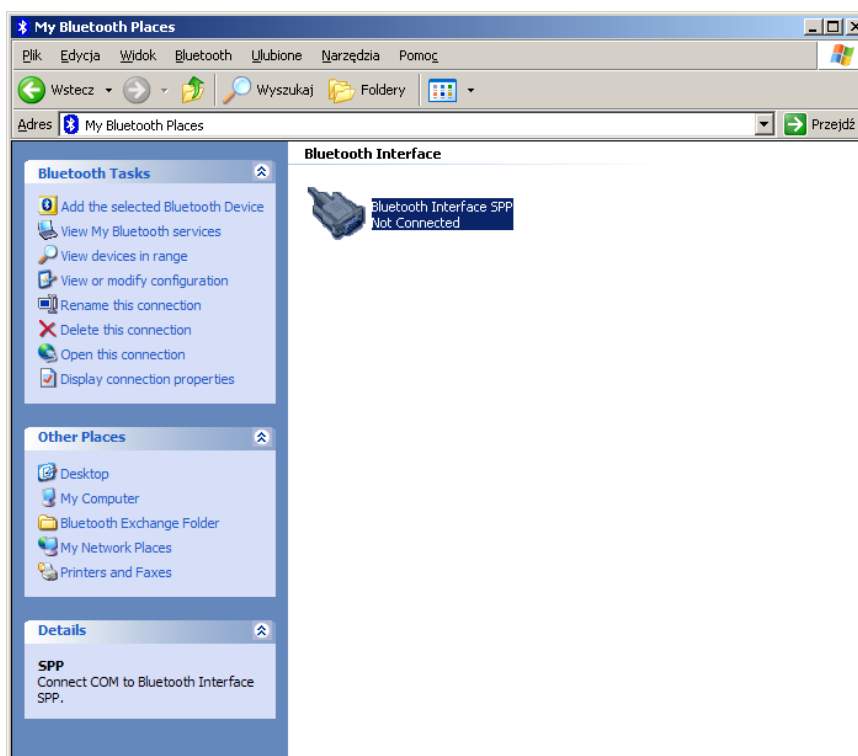 My Bluetooth Places
Plik Edycja Widok Bluetooth Ulubione Narzędzia Pomoc
Wstecz Wyszukaj Foldery
Adres My Bluetooth Places Przejdź
Bluetooth Tasks
Add the selected Bluetooth Device
View My Bluetooth services
View devices in range
View or modify configuration
Rename this connection
Delete this connection
Open this connection
Display connection properties
Other Places
Desktop
My Computer
Bluetooth Exchange Folder
My Network Places
Printers and Faxes
Details
SPP
Connect COM to Bluetooth Interface
SPP.
Bluetooth Interface
Bluetooth Interface SPP
Not Connected